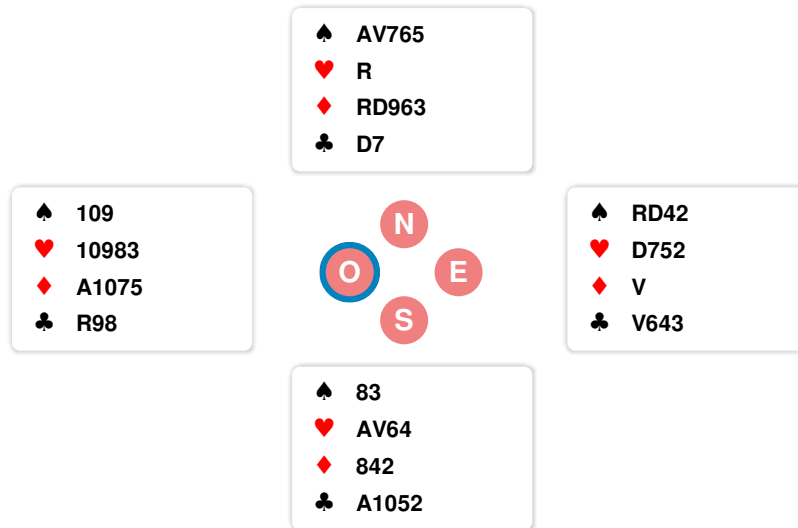 ♠ AV765
♥ R
♦ RD963
♣ D7
♠ 109
♥ 10983
♦ A1075
♣ R98
N
O E
S
♠ RD42
♥ D752
♦ V
♣ V643
♠ 83
♥ AV64
♦ 842
♣ A1052